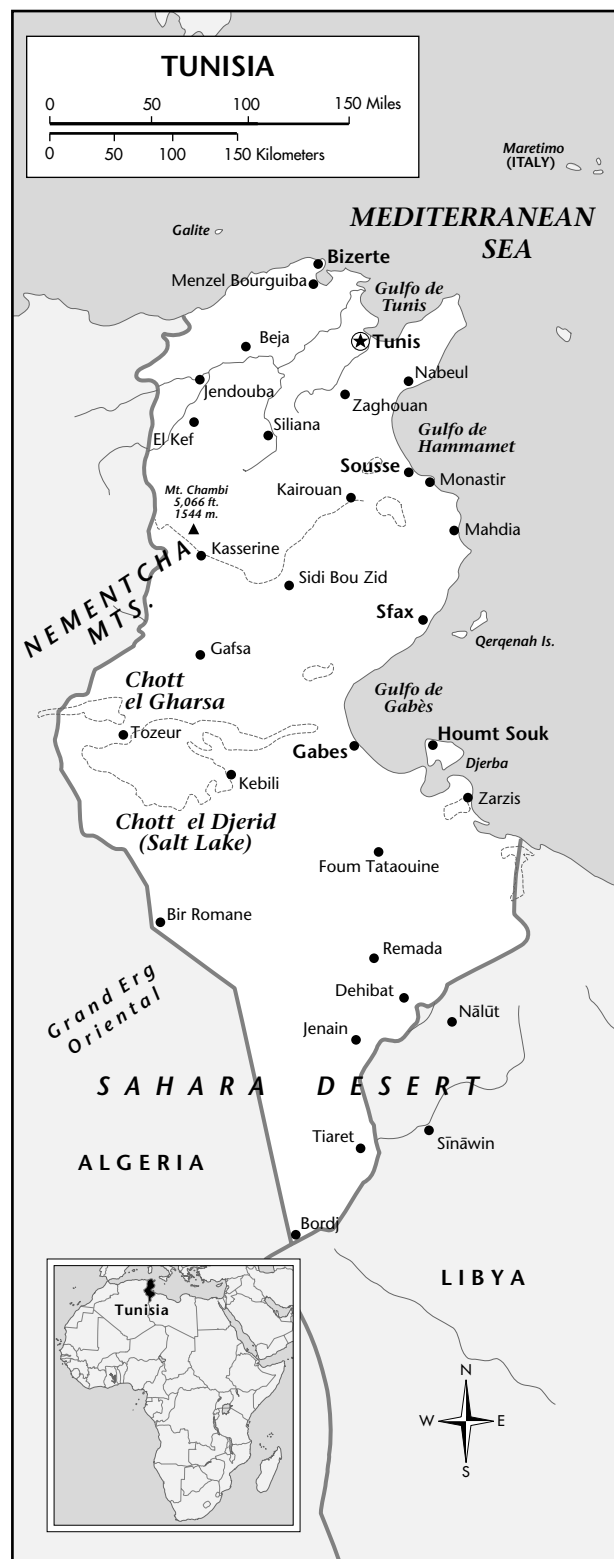 TUNISIA
0 50 100 150 Miles
0 50 100 150 Kilometers
Maretimo
(ITALY)
MEDITERRANEAN
SEA
Galite
Bizerte
Menzel Bourguiba
Gulfo de
Tunis
Beja
Tunis
Nabeul
Jendouba
Zaghouan
El Kef
Siliana
Gulfo de
Hammamet
Sousse
Monastir
Mt. Chambi
5,066 ft.
1544 m.
Kairouan
Mahdia
Kasserine
NEMENTCHA
MTS.
Sidi Bou Zid
Sfax
Qerqenah Is.
Gafsa
Chott
el Gharsa
Gulfo de
Gabès
Tozeur
Gabes
Houmt Souk
Djerba
Kebili
Zarzis
Chott el Djerid
(Salt Lake)
Foum Tataouine
Bir Romane
Remada
Grand Erg
Oriental
Dehibat
Nālūt
Jenain
SAHARA DESERT
Tiaret
Sīnāwin
ALGERIA
Bordj
LIBYA
Tunisia
N
W E
S